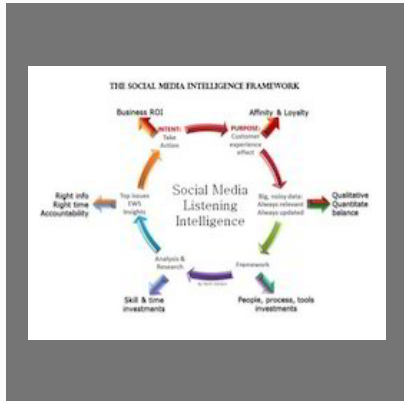 THE SOCIAL MEDIA INTELLIGENCE FRAMEWORK
Business ROI
Affinity & Loyalty
INTENT:
Take
Action
PURPOSE:
Customer
experience
effect
Right info
Right time
Accountability
Top issues
EWS
Insights
Social Media
Listening
Intelligence
Big, noisy data:
Always relevant
Always updated
Qualitative
Quantitate
balance
Analysis &
Research
Framework
Skill & time
investments
People, process, tools
investments